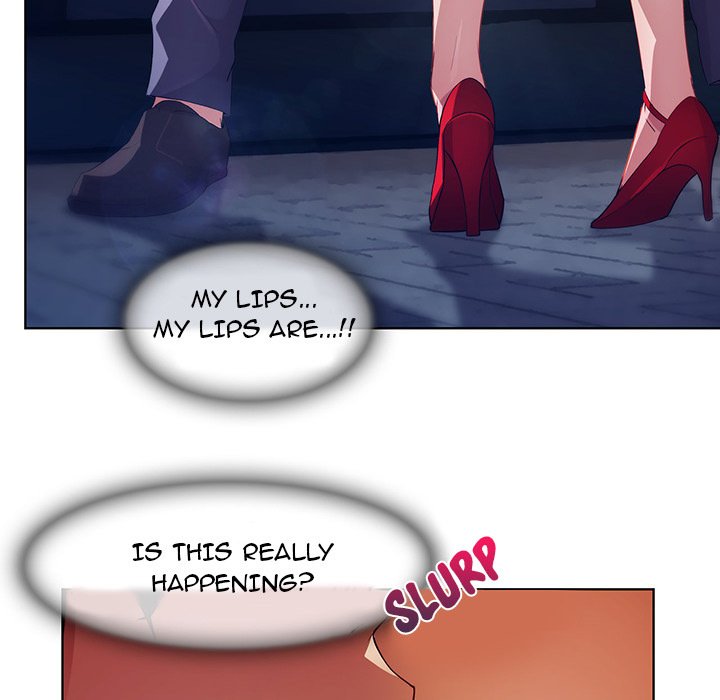 MY LIPS...
MY LIPS ARE...!!
IS THIS REALLY
HAPPENING?
SLURP